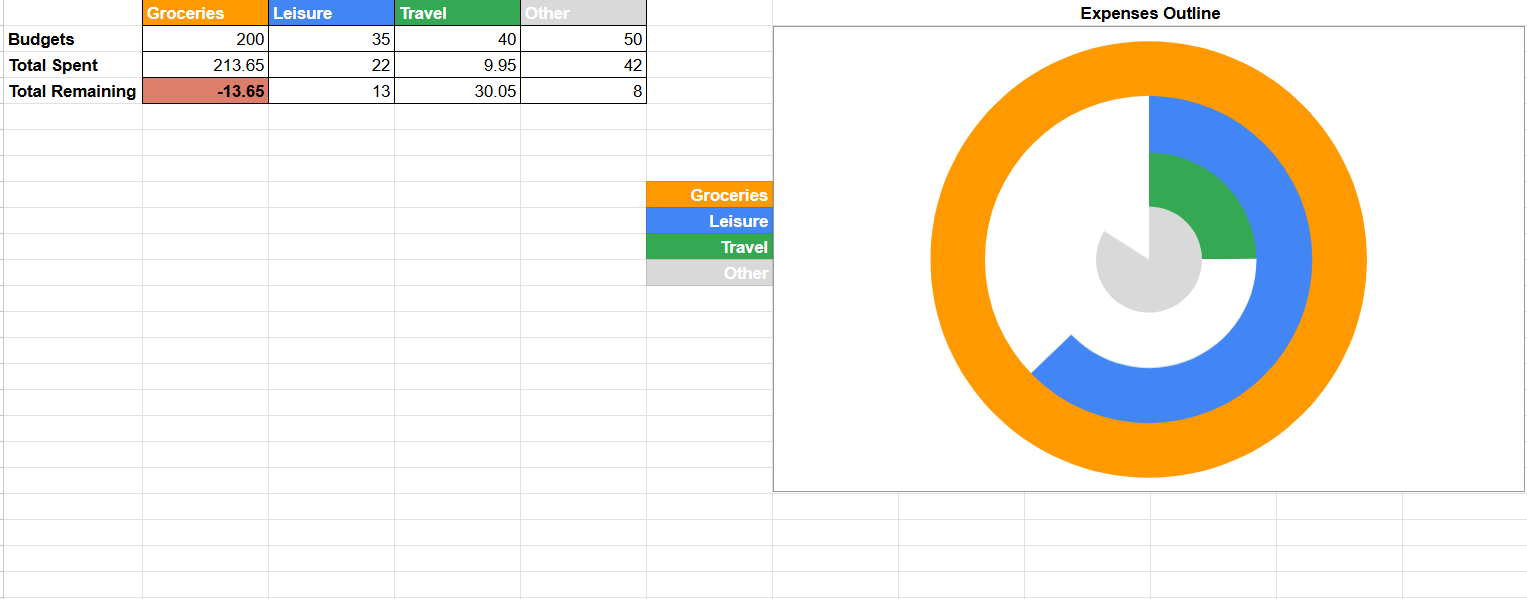 Groceries Leisure Travel Other Expenses Outline
Budgets 200 35 40 50
Total Spent 213.65 22 9.95 42
Total Remaining -13.65 13 30.05 8
Groceries
Leisure
Travel
Other